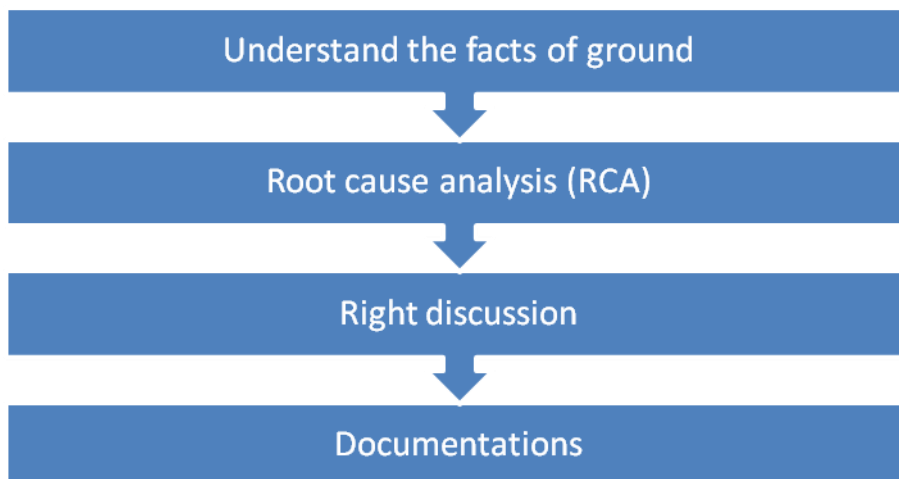 Understand the facts of ground
Root cause analysis (RCA)
Right discussion
Documentations